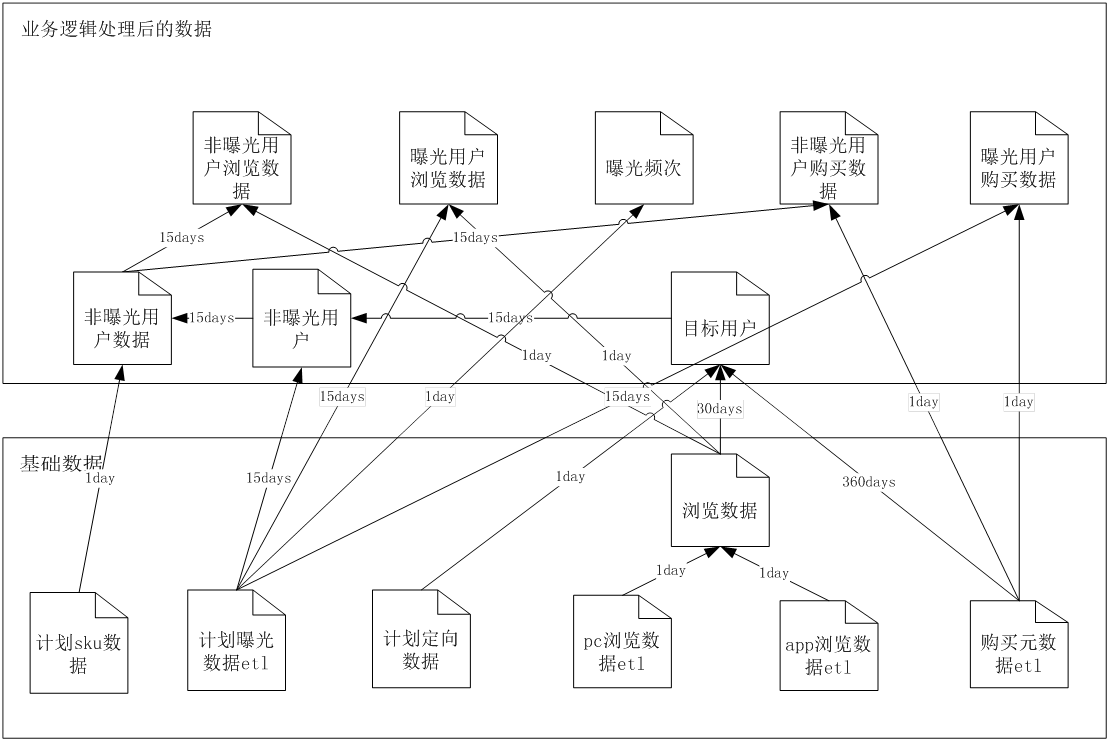 业务逻辑处理后的数据
非曝光用
户浏览数
据
曝光用户
浏览数据
曝光频次
非曝光用
户购买数
据
曝光用户
购买数据
15days
15days
非曝光用
户数据
15days
非曝光用
户
15days
目标用户
1day
1day
15days
1day
15days
30days
1day
1day
基础数据
1day
15days
1day
360days
浏览数据
1day
1day
计划sku数
据
计划曝光
数据etl
计划定向
数据
pc浏览数
据etl
app浏览数
据etl
购买元数
据etl